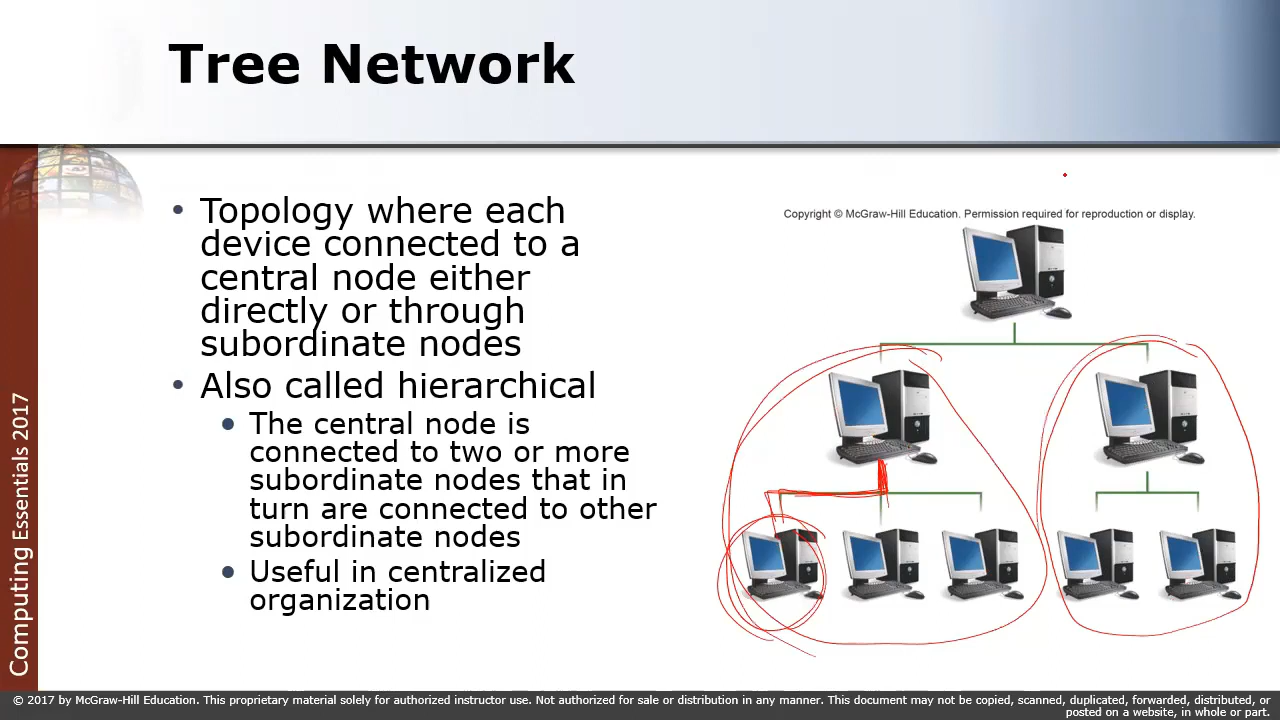 Tree Network
• Topology where each
device connected to a
central node either
directly or through
subordinate nodes
• Also called hierarchical
• The central node is
connected to two or more
subordinate nodes that in
turn are connected to other
subordinate nodes
• Useful in centralized
organization
Copyright © McGraw-Hill Education. Permission required for reproduction or display.
Computing Essentials 2017
© 2017 by McGraw-Hill Education. This proprietary material solely for authorized instructor use. Not authorized for sale or distribution in any manner. This document may not be copied, scanned, duplicated, forwarded, distributed, or
posted on a website, in whole or part.